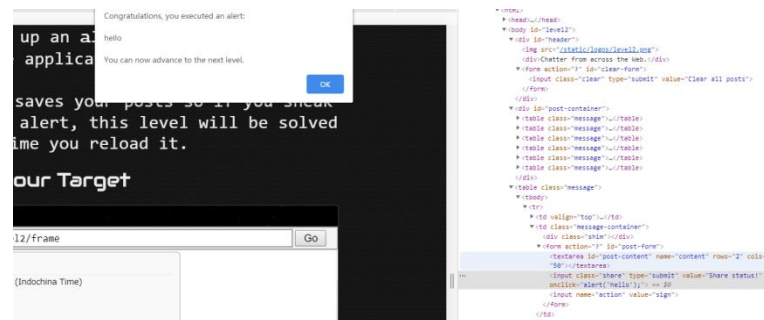 Congratulations, you executed an alert:
hello
You can now advance to the next level.
OK
up an al
applica
saves your posts so if you sneak
alert, this level will be solved
ime you reload it.
our Target
l2/frame
Go
(Indochina Time)
<html>
▶<head>…</head>
▼<body id="level2">
▼<div id="header">
<img src="/static/logos/level2.png">
<div>Chatter from across the Web.</div>
▼<form action="?" id="clear-form">
<input class="clear" type="submit" value="Clear all posts">
</form>
</div>
▼<div id="post-container">
▶<table class="message">…</table>
▶<table class="message">…</table>
▶<table class="message">…</table>
▶<table class="message">…</table>
▶<table class="message">…</table>
</div>
▼<table class="message">
▼<tbody>
▼<tr>
▶<td valign="top">…</td>
▼<td class="message-container">
<div class="shim"></div>
▼<form action="?" id="post-form">
<textarea id="post-content" name="content" rows="2" cols=
"50"></textarea>
<input class="share" type="submit" value="Share status!"
onclick="alert('hello');"> == $0
<input name="action" value="sign">
</form>
</td>